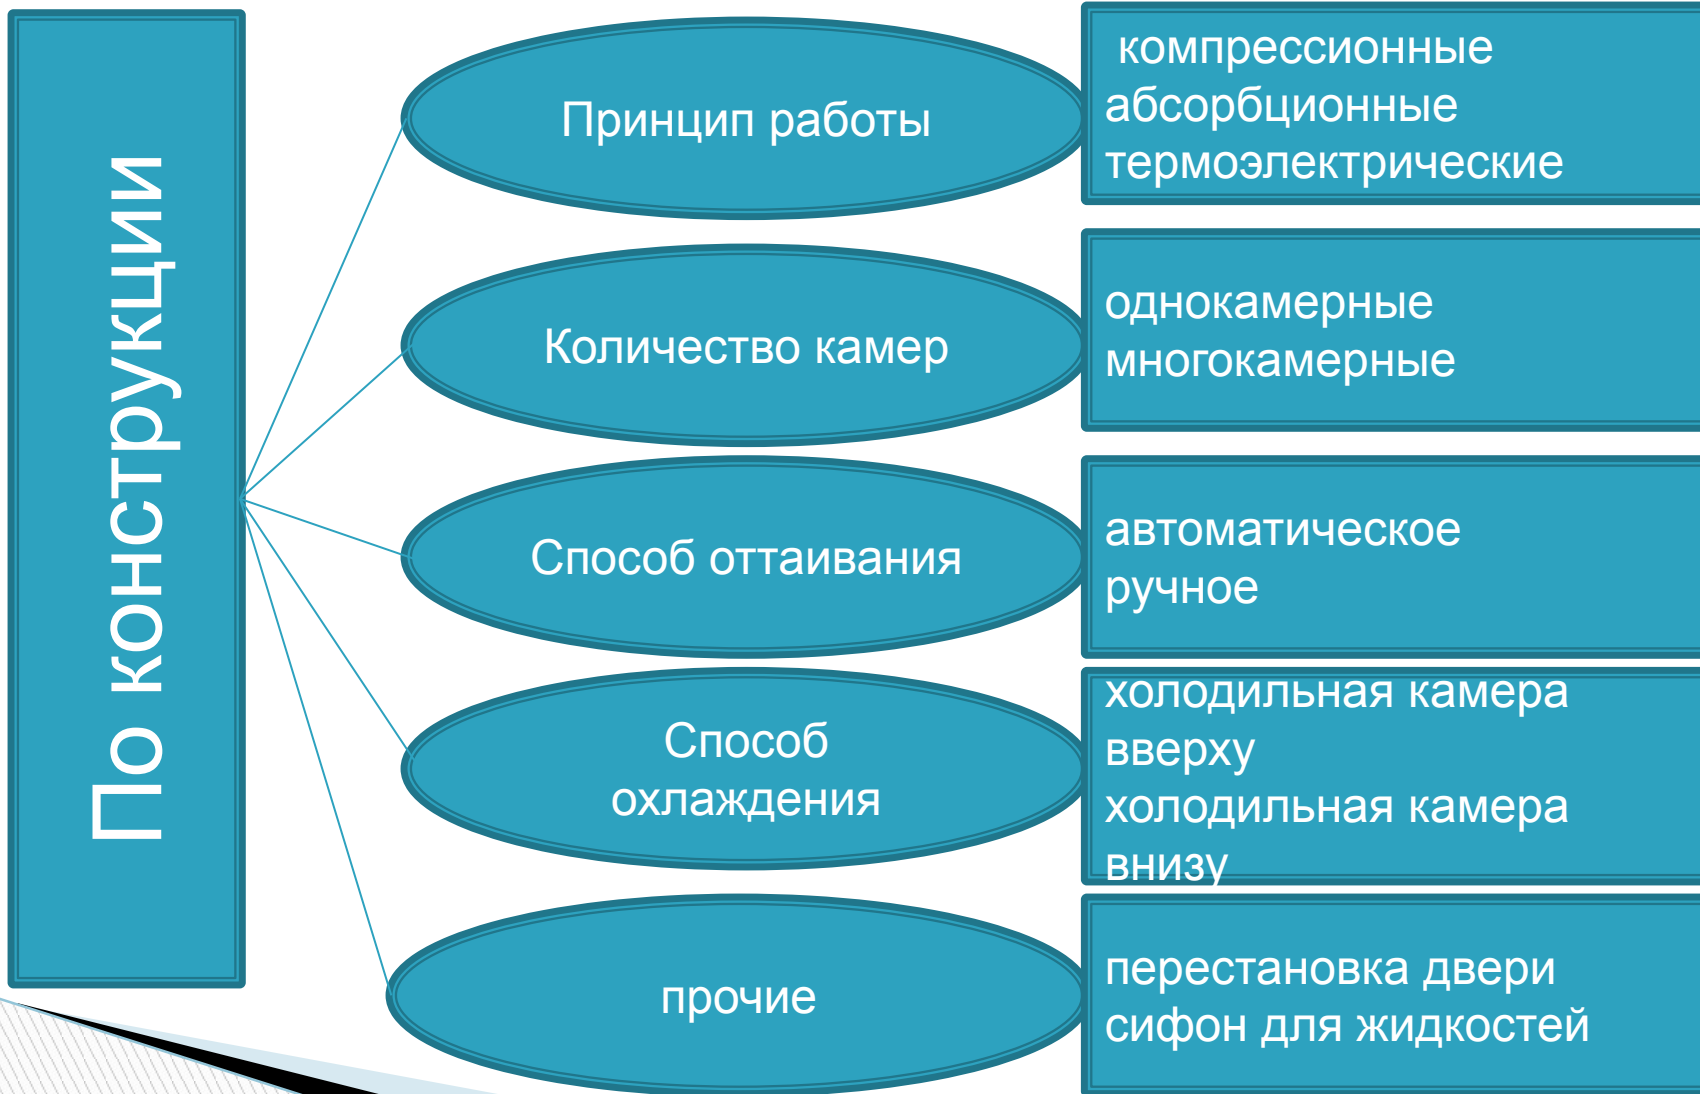 По конструкции
Принцип работы
компрессионные
абсорбционные
термоэлектрические
Количество камер
однокамерные
многокамерные
Способ оттаивания
автоматическое
ручное
Способ
охлаждения
холодильная камера
вверху
холодильная камера
внизу
прочие
перестановка двери
сифон для жидкостей